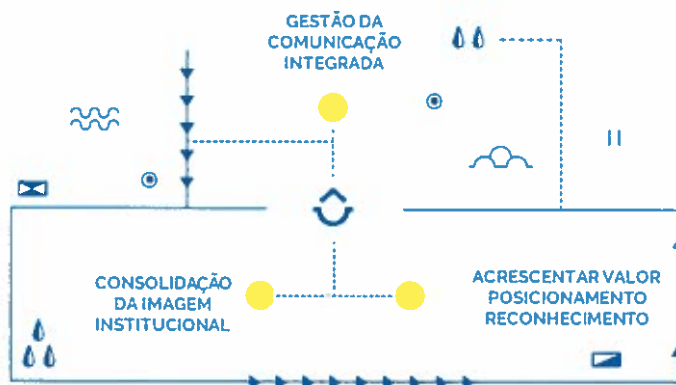 GESTÃO DA
COMUNICAÇÃO
INTEGRADA
CONSOLIDAÇÃO
DA IMAGEM
INSTITUCIONAL
ACRESCENTAR VALOR
POSICIONAMENTO
RECONHECIMENTO